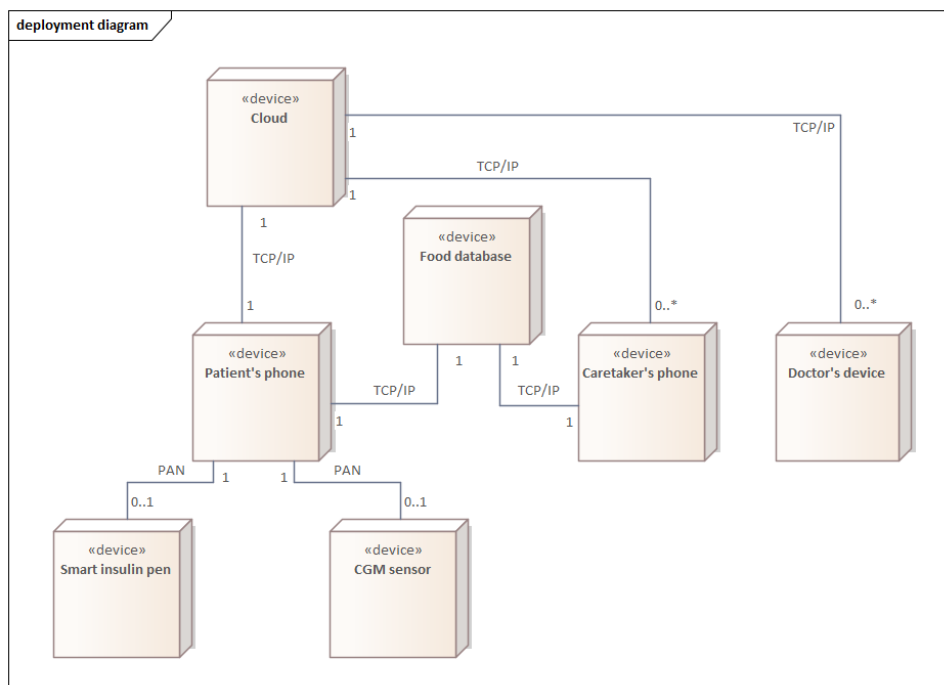 deployment diagram
«device»
Cloud
1
TCP/IP
TCP/IP
1
1
«device»
Food database
TCP/IP
1
0..*
0..*
«device»
Patient's phone
«device»
Caretaker's phone
«device»
Doctor's device
1
1
TCP/IP
TCP/IP
1
1
PAN
1
1
PAN
0..1
0..1
«device»
Smart insulin pen
«device»
CGM sensor